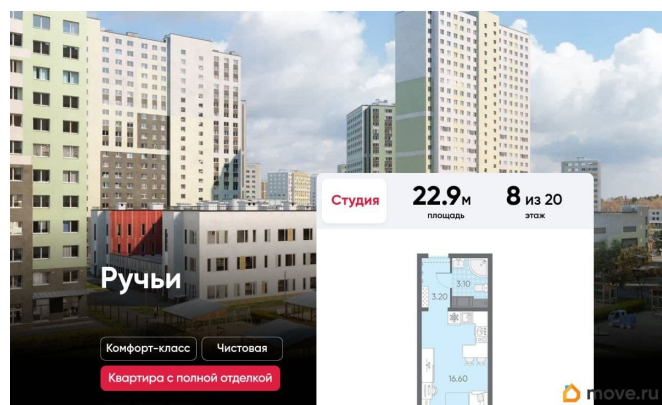 Студия
22.9 м
площадь
8 из 20
этаж
Ручьи
3.10
3.20
16.60
Комфорт-класс
Чистовая
Квартира с полной отделкой
move.ru